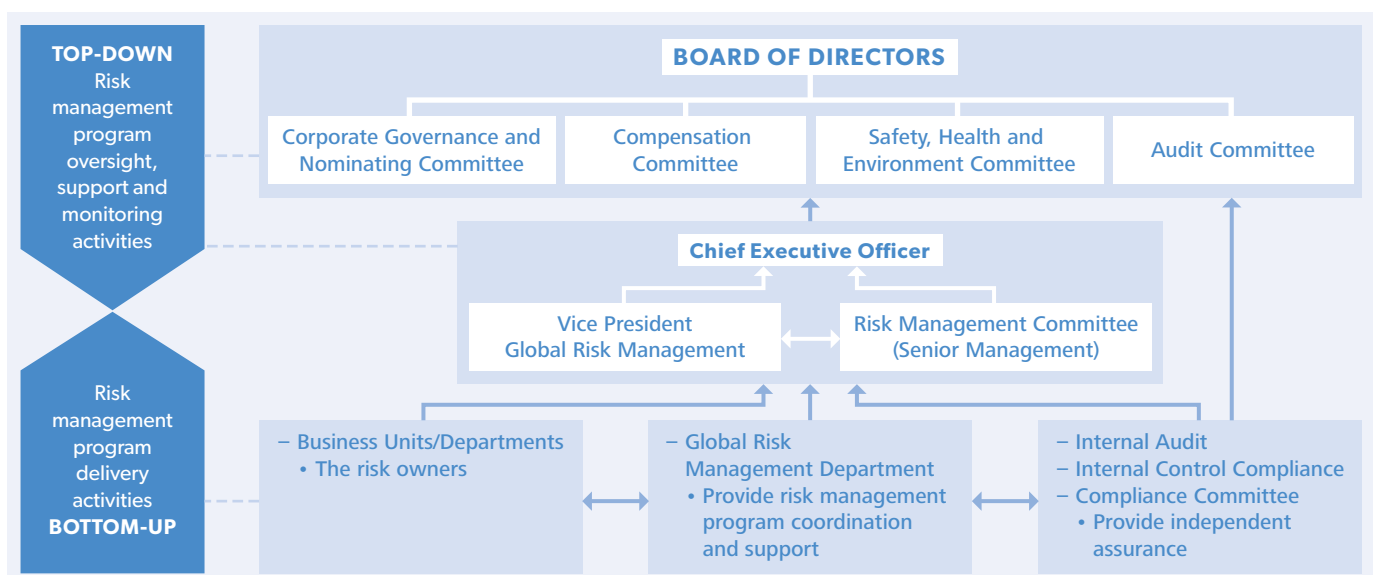 TOP-DOWN
Risk
management
program
oversight,
support and
monitoring
activities
BOARD OF DIRECTORS
Corporate Governance and
Nominating Committee
Compensation
Committee
Safety, Health and
Environment Committee
Audit Committee
Chief Executive Officer
Vice President
Global Risk Management
Risk Management Committee
(Senior Management)
Risk
management
program
delivery
activities
BOTTOM-UP
– Business Units/Departments
• The risk owners
– Global Risk
Management Department
• Provide risk management
program coordination
and support
– Internal Audit
– Internal Control Compliance
– Compliance Committee
• Provide independent
assurance